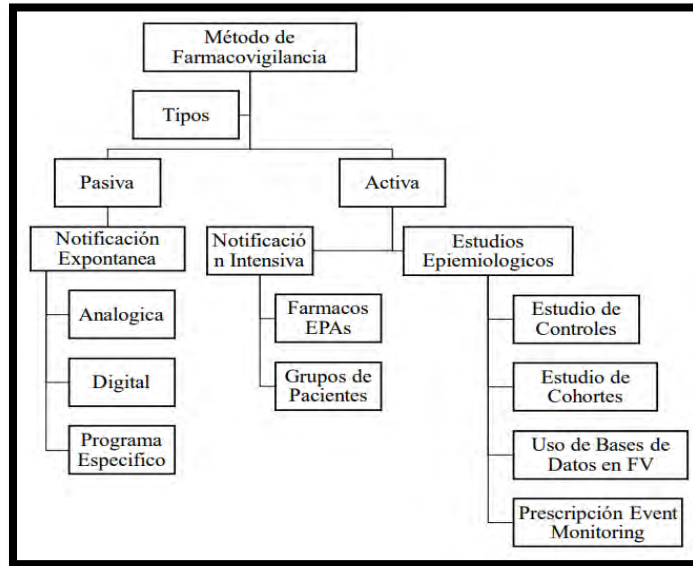 Método de
Farmacovigilancia
Tipos
Pasiva
Activa
Notificación
Expontanea
Notificació
n Intensiva
Estudios
Epiemiologicos
Analogica
Digital
Programa
Especifico
Farmacos
EPAs
Grupos de
Pacientes
Estudio de
Controles
Estudio de
Cohortes
Uso de Bases de
Datos en FV
Prescripción Event
Monitoring